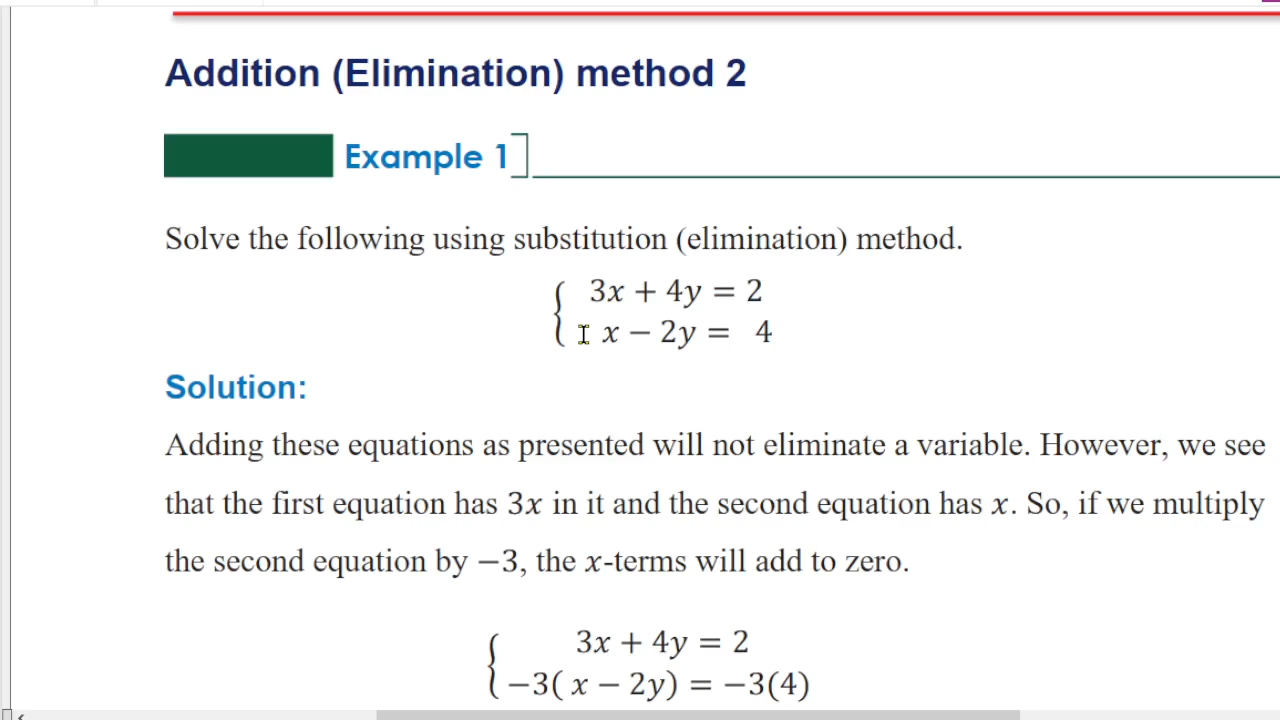 Addition (Elimination) method 2
Example 1
Solve the following using substitution (elimination) method.
3x + 4y = 2
x − 2y = 4
Solution:
Adding these equations as presented will not eliminate a variable. However, we see
that the first equation has 3x in it and the second equation has x. So, if we multiply
the second equation by −3, the x-terms will add to zero.
3x + 4y = 2
−3( x − 2y) = −3(4)